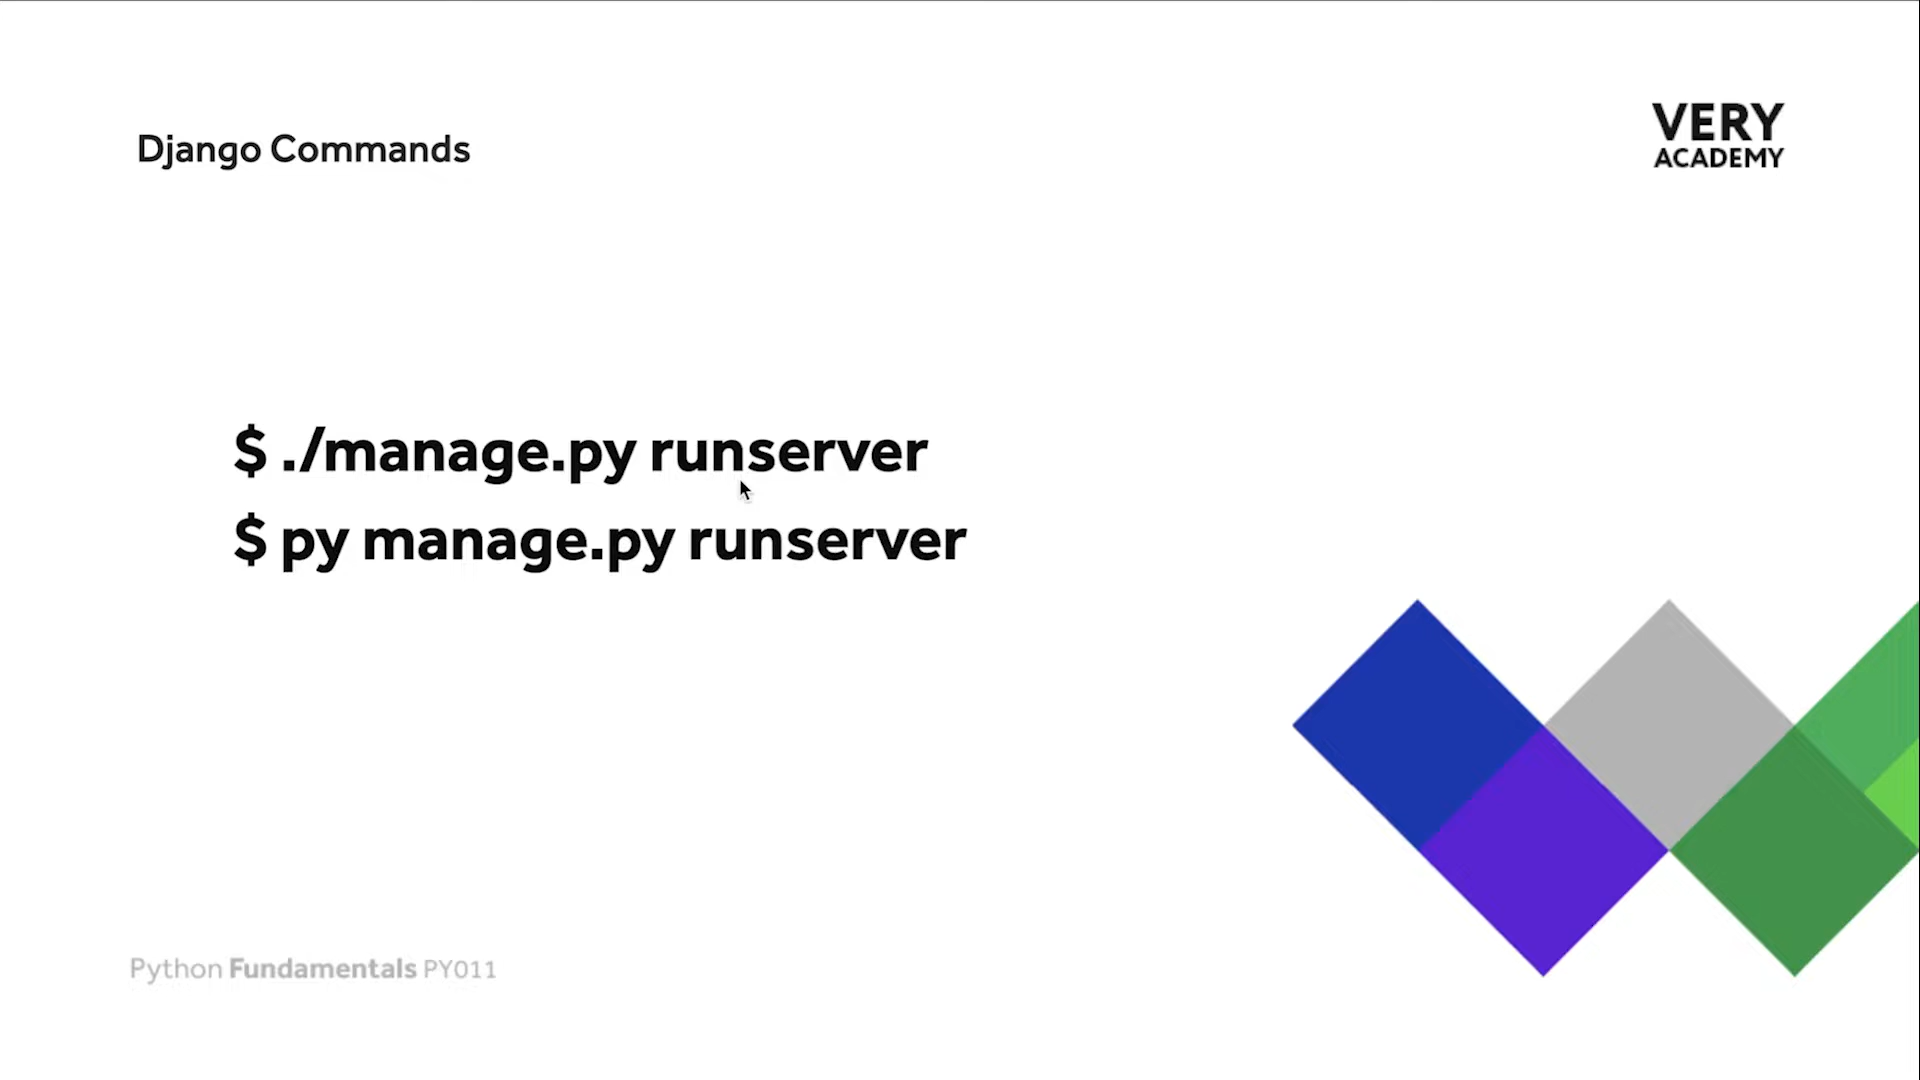 Django Commands
VERY
ACADEMY
$ ./manage.py runserver
$ py manage.py runserver
Python Fundamentals PY011